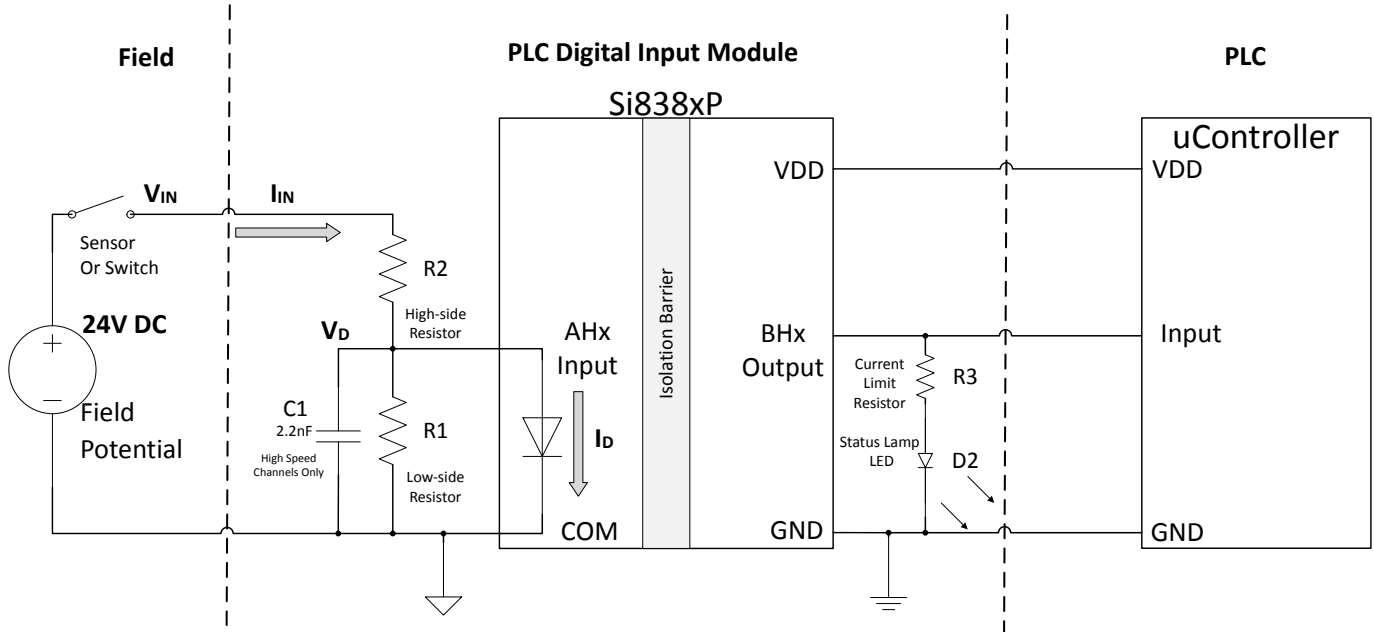 Field
PLC Digital Input Module
PLC
Si838xP
uController
VDD
VDD
VIN
IIN
Sensor
Or Switch
R2
High-side
Resistor
24V DC
VD
AHx
Input
Isolation Barrier
BHx
Output
Input
Current
Limit
Resistor
R3
Field
Potential
C1
2.2nF
High Speed
Channels Only
R1
Low-side
Resistor
ID
Status Lamp
LED
D2
COM
GND
GND